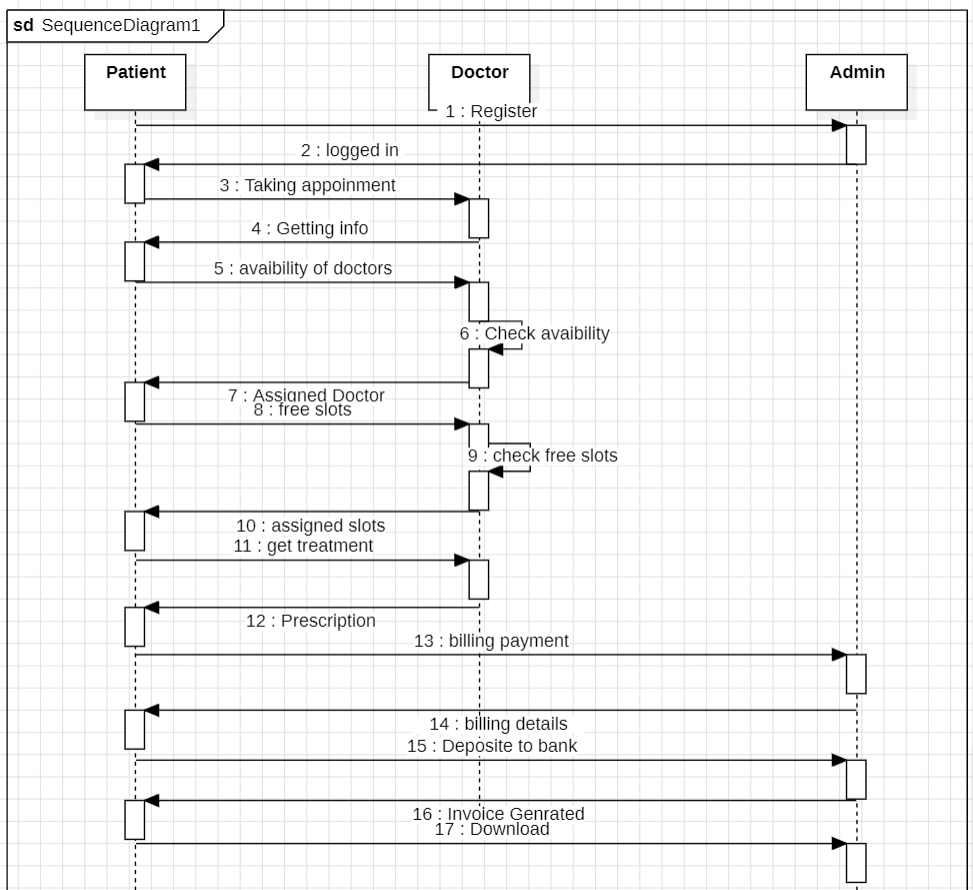 sd SequenceDiagram1
Patient
Doctor
Admin
1 : Register
2 : logged in
3 : Taking appoinment
4 : Getting info
5 : avaibility of doctors
6 : Check avaibility
7 : Assigned Doctor
8 : free slots
9 : check free slots
10 : assigned slots
11 : get treatment
12 : Prescription
13 : billing payment
14 : billing details
15 : Deposite to bank
16 : Invoice Genrated
17 : Download